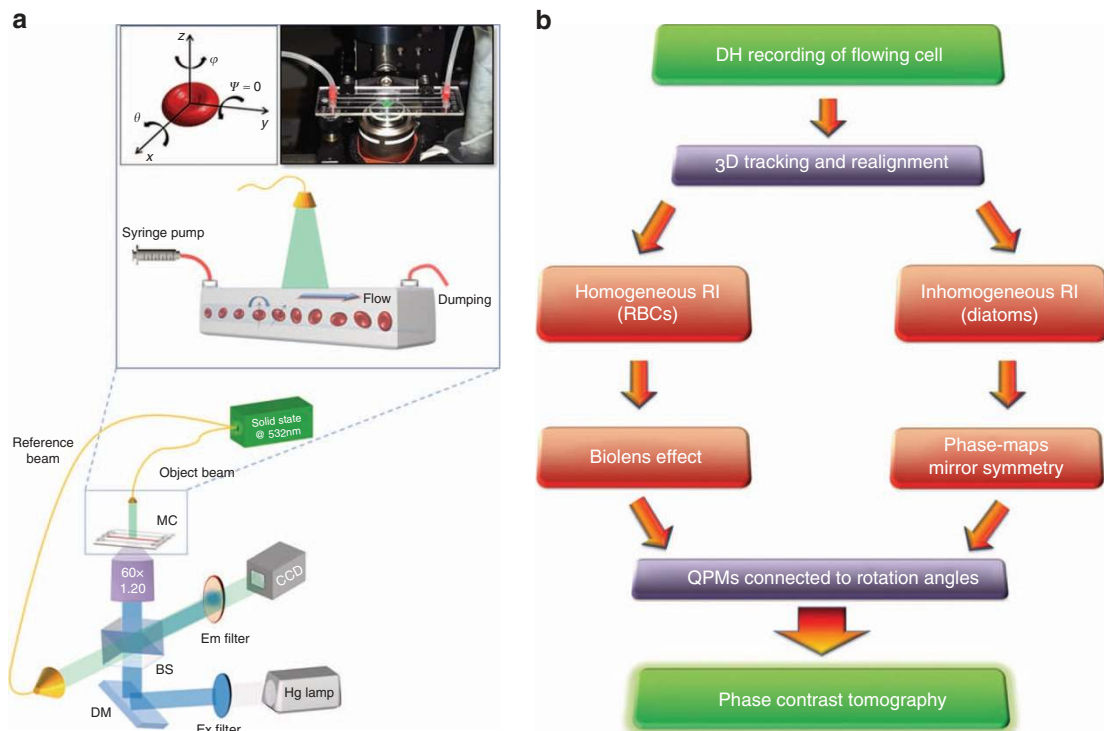 a
z
φ
Ψ = 0
θ
y
x
Syringe pump
Flow
Dumping
Reference
beam
Solid state
@ 532nm
Object beam
MC
60×
1.20
CCD
Em filter
BS
Hg lamp
DM
Ex filter
b
DH recording of flowing cell
3D tracking and realignment
Homogeneous RI
(RBCs)
Inhomogeneous RI
(diatoms)
Biolens effect
Phase-maps
mirror symmetry
QPMs connected to rotation angles
Phase contrast tomography